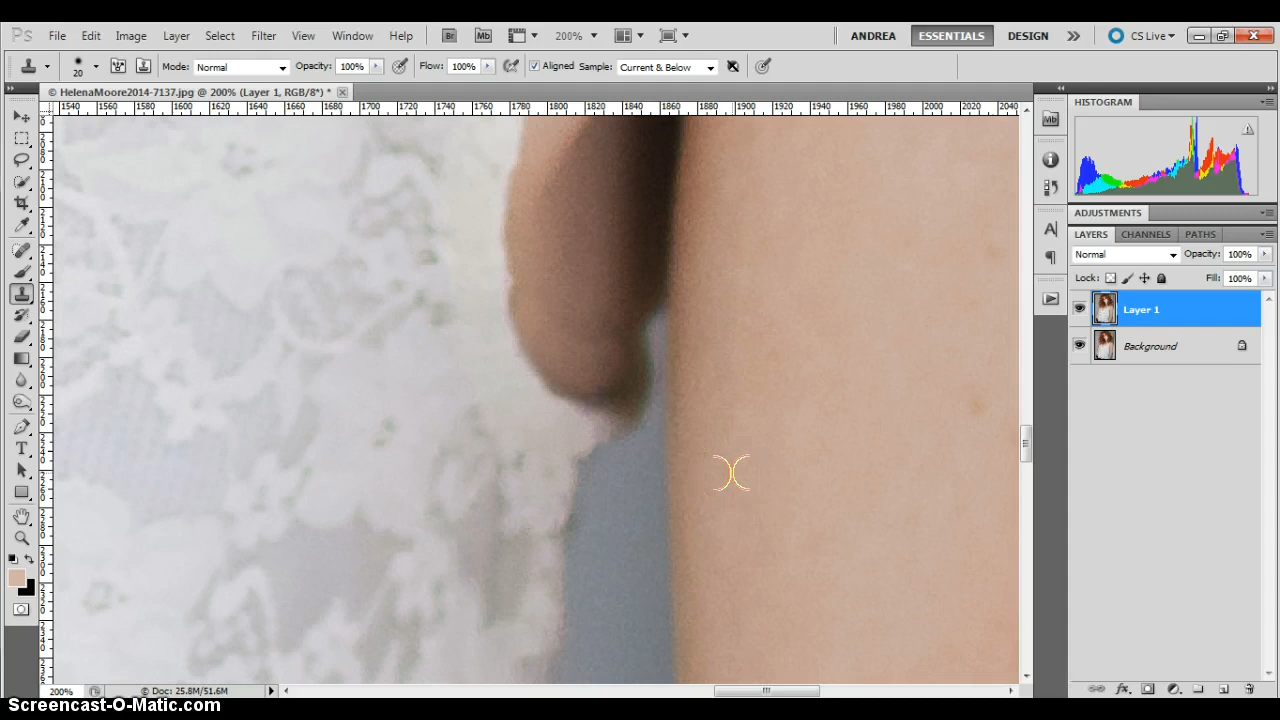 Ps File Edit Image Layer Select Filter View Window Help Br Mb 200% ANDREA ESSENTIALS DESIGN CS Live
20 Mode: Normal Opacity: 100% Flow: 100% Aligned Sample: Current & Below
© HelenaMoore2014-7137.jpg @ 200% (Layer 1, RGB/8*) *
1540 1560 1580 1600 1620 1640 1660 1680 1700 1720 1740 1760 1780 1800 1820 1840 1860 1880 1900 1920 1940 1960 1980 2000 2020 2040
Mb
HISTOGRAM
ADJUSTMENTS
LAYERS CHANNELS PATHS
Normal Opacity: 100%
Lock: Fill: 100%
Layer 1
Background
T
A
200% © Doc: 25.8M/51.6M
Screencast-O-Matic.com